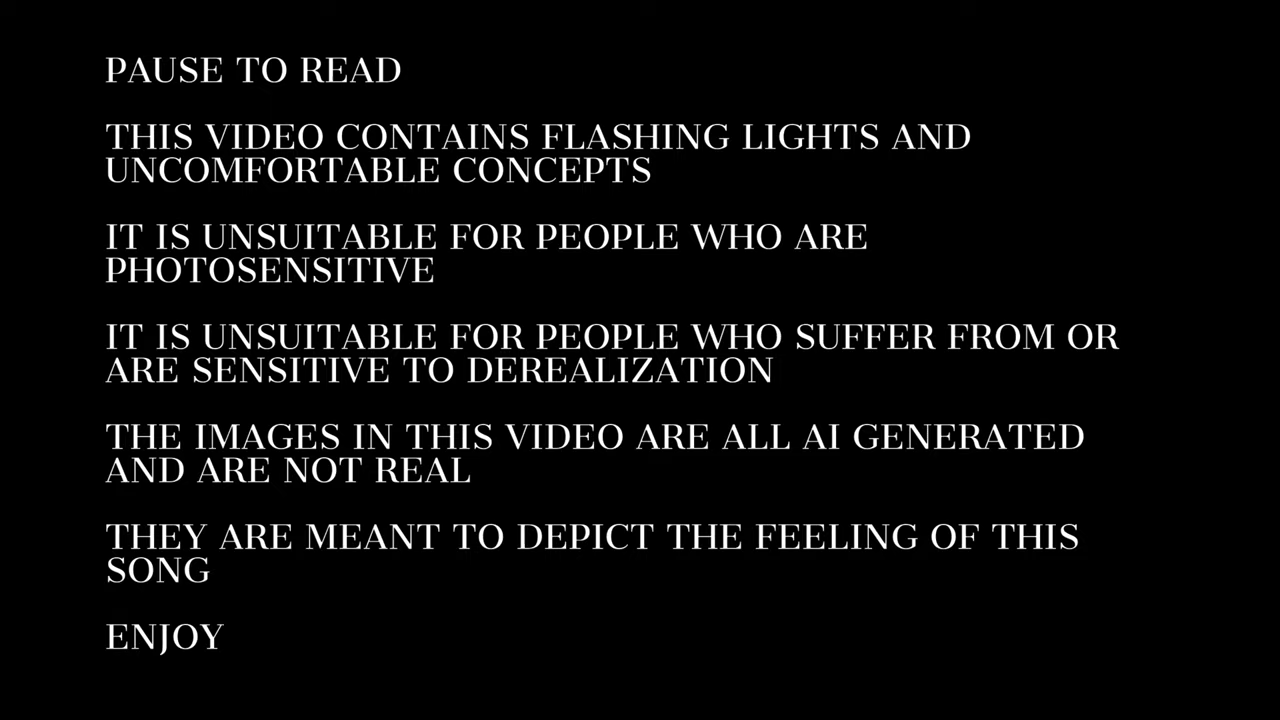 PAUSE TO READ
THIS VIDEO CONTAINS FLASHING LIGHTS AND
UNCOMFORTABLE CONCEPTS
IT IS UNSUITABLE FOR PEOPLE WHO ARE
PHOTOSENSITIVE
IT IS UNSUITABLE FOR PEOPLE WHO SUFFER FROM OR
ARE SENSITIVE TO DEREALIZATION
THE IMAGES IN THIS VIDEO ARE ALL AI GENERATED
AND ARE NOT REAL
THEY ARE MEANT TO DEPICT THE FEELING OF THIS
SONG
ENJOY